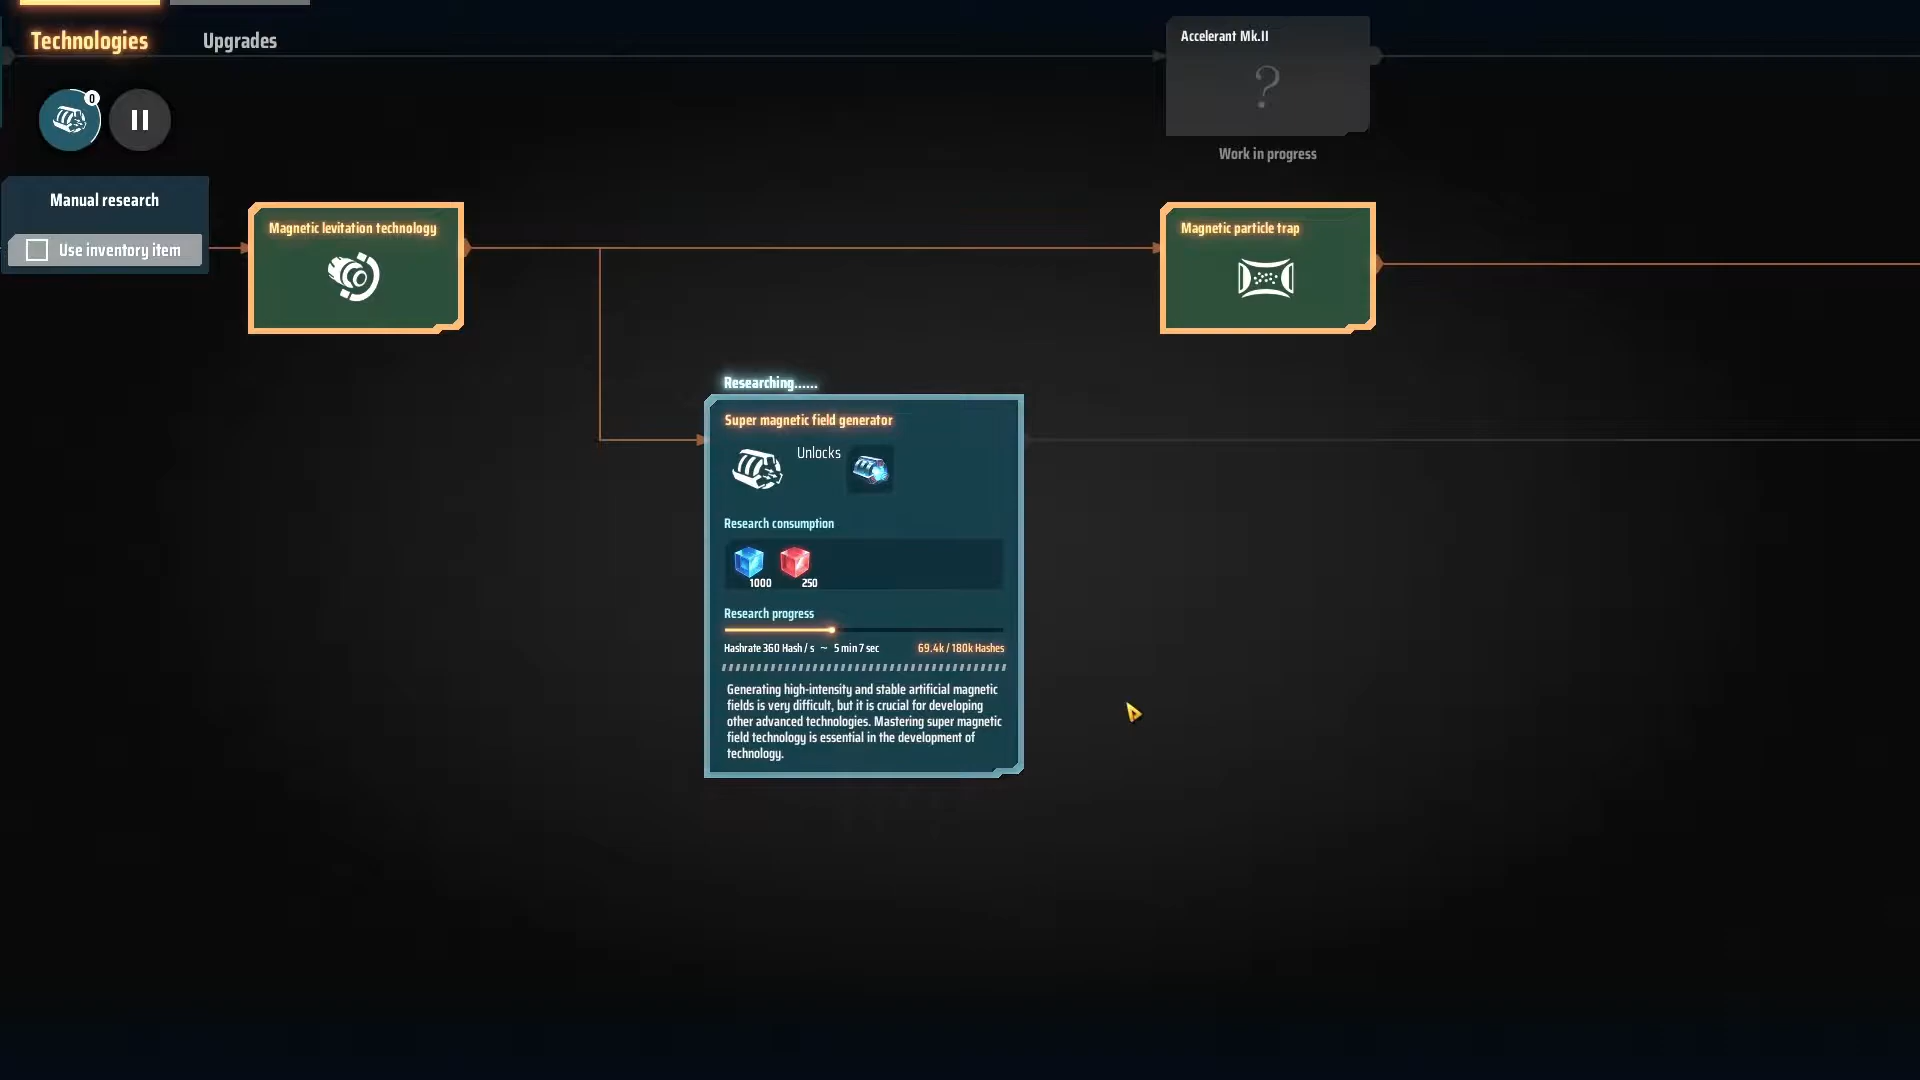 Technologies
Upgrades
Accelerant Mk.II
?
0
Work in progress
Manual research
Use inventory item
Magnetic levitation technology
Magnetic particle trap
Researching......
Super magnetic field generator
Unlocks
Research consumption
1000
250
Research progress
Hashrate 360 Hash / s ~ 5 min 7 sec
69.4k / 180k Hashes
Generating high-intensity and stable artificial magnetic
fields is very difficult, but it is crucial for developing
other advanced technologies. Mastering super magnetic
field technology is essential in the development of
technology.